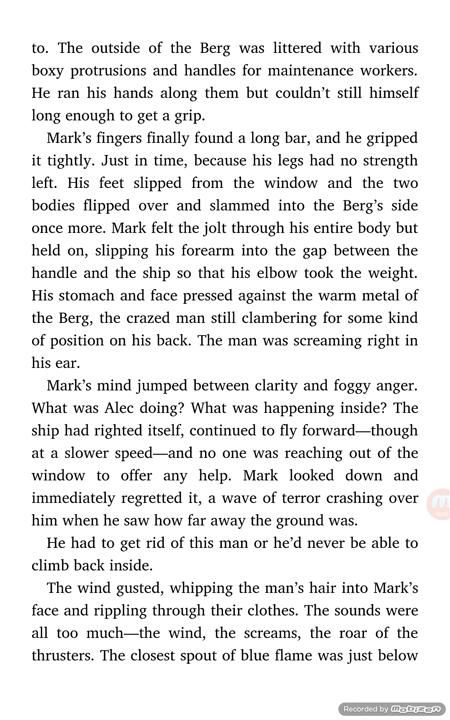 to. The outside of the Berg was littered with various
boxy protrusions and handles for maintenance workers.
He ran his hands along them but couldn’t still himself
long enough to get a grip.
Mark’s fingers finally found a long bar, and he gripped
it tightly. Just in time, because his legs had no strength
left. His feet slipped from the window and the two
bodies flipped over and slammed into the Berg’s side
once more. Mark felt the jolt through his entire body but
held on, slipping his forearm into the gap between the
handle and the ship so that his elbow took the weight.
His stomach and face pressed against the warm metal of
the Berg, the crazed man still clambering for some kind
of position on his back. The man was screaming right in
his ear.
Mark’s mind jumped between clarity and foggy anger.
What was Alec doing? What was happening inside? The
ship had righted itself, continued to fly forward—though
at a slower speed—and no one was reaching out of the
window to offer any help. Mark looked down and
immediately regretted it, a wave of terror crashing over
him when he saw how far away the ground was.
He had to get rid of this man or he’d never be able to
climb back inside.
The wind gusted, whipping the man’s hair into Mark’s
face and rippling through their clothes. The sounds were
all too much—the wind, the screams, the roar of the
thrusters. The closest spout of blue flame was just below
Recorded by mobizen